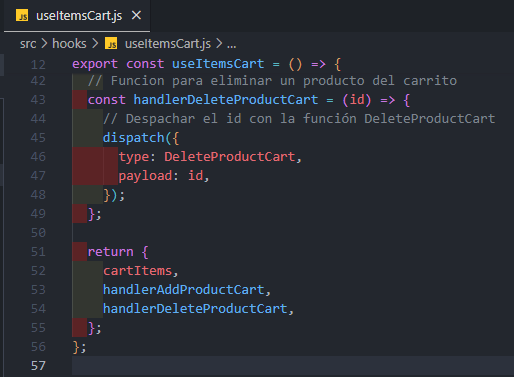 JS useItemsCart.js ×
src > hooks > JS useItemsCart.js > ...
12 export const useItemsCart = () => {
42 // Funcion para eliminar un producto del carrito
43 const handlerDeleteProductCart = (id) => {
44 // Despachar el id con la función DeleteProductCart
45 dispatch({
46 type: DeleteProductCart,
47 payload: id,
48 });
49 };
50
51 return {
52 cartItems,
53 handlerAddProductCart,
54 handlerDeleteProductCart,
55 };
56 };
57